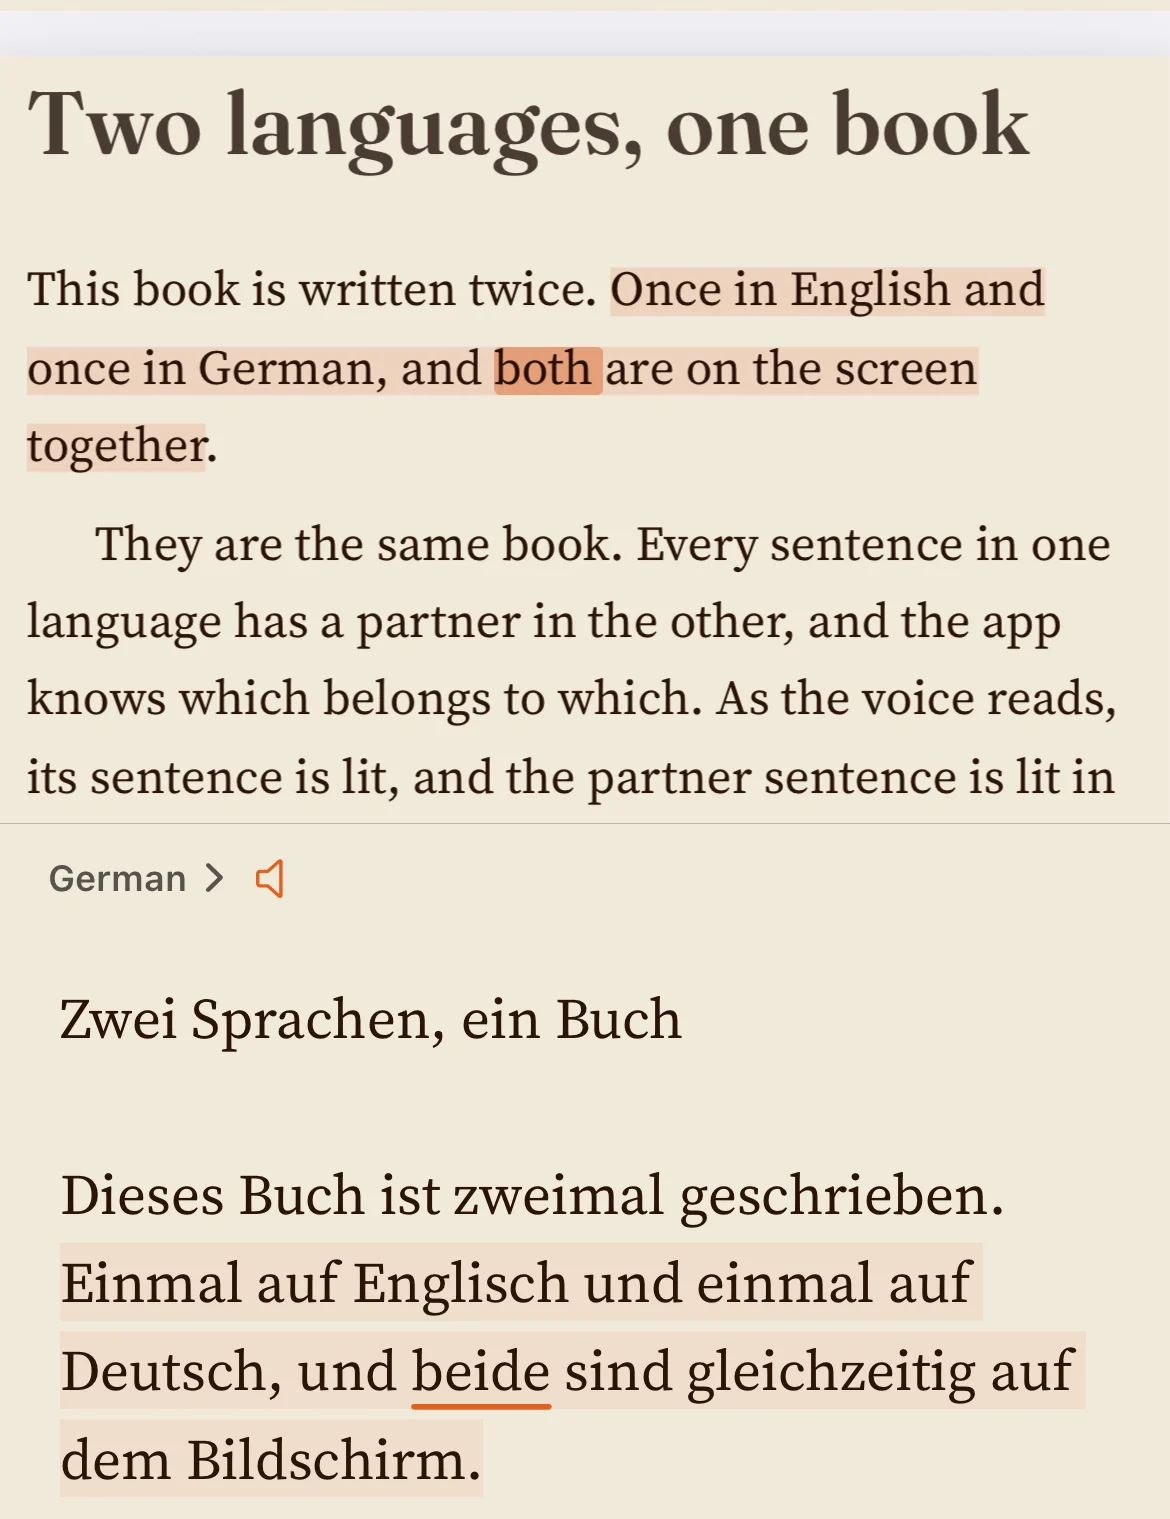 Two languages, one book
This book is written twice. Once in English and
once in German, and both are on the screen
together.
They are the same book. Every sentence in one
language has a partner in the other, and the app
knows which belongs to which. As the voice reads,
its sentence is lit, and the partner sentence is lit in
German
Zwei Sprachen, ein Buch
Dieses Buch ist zweimal geschrieben.
Einmal auf Englisch und einmal auf
Deutsch, und beide sind gleichzeitig auf
dem Bildschirm.